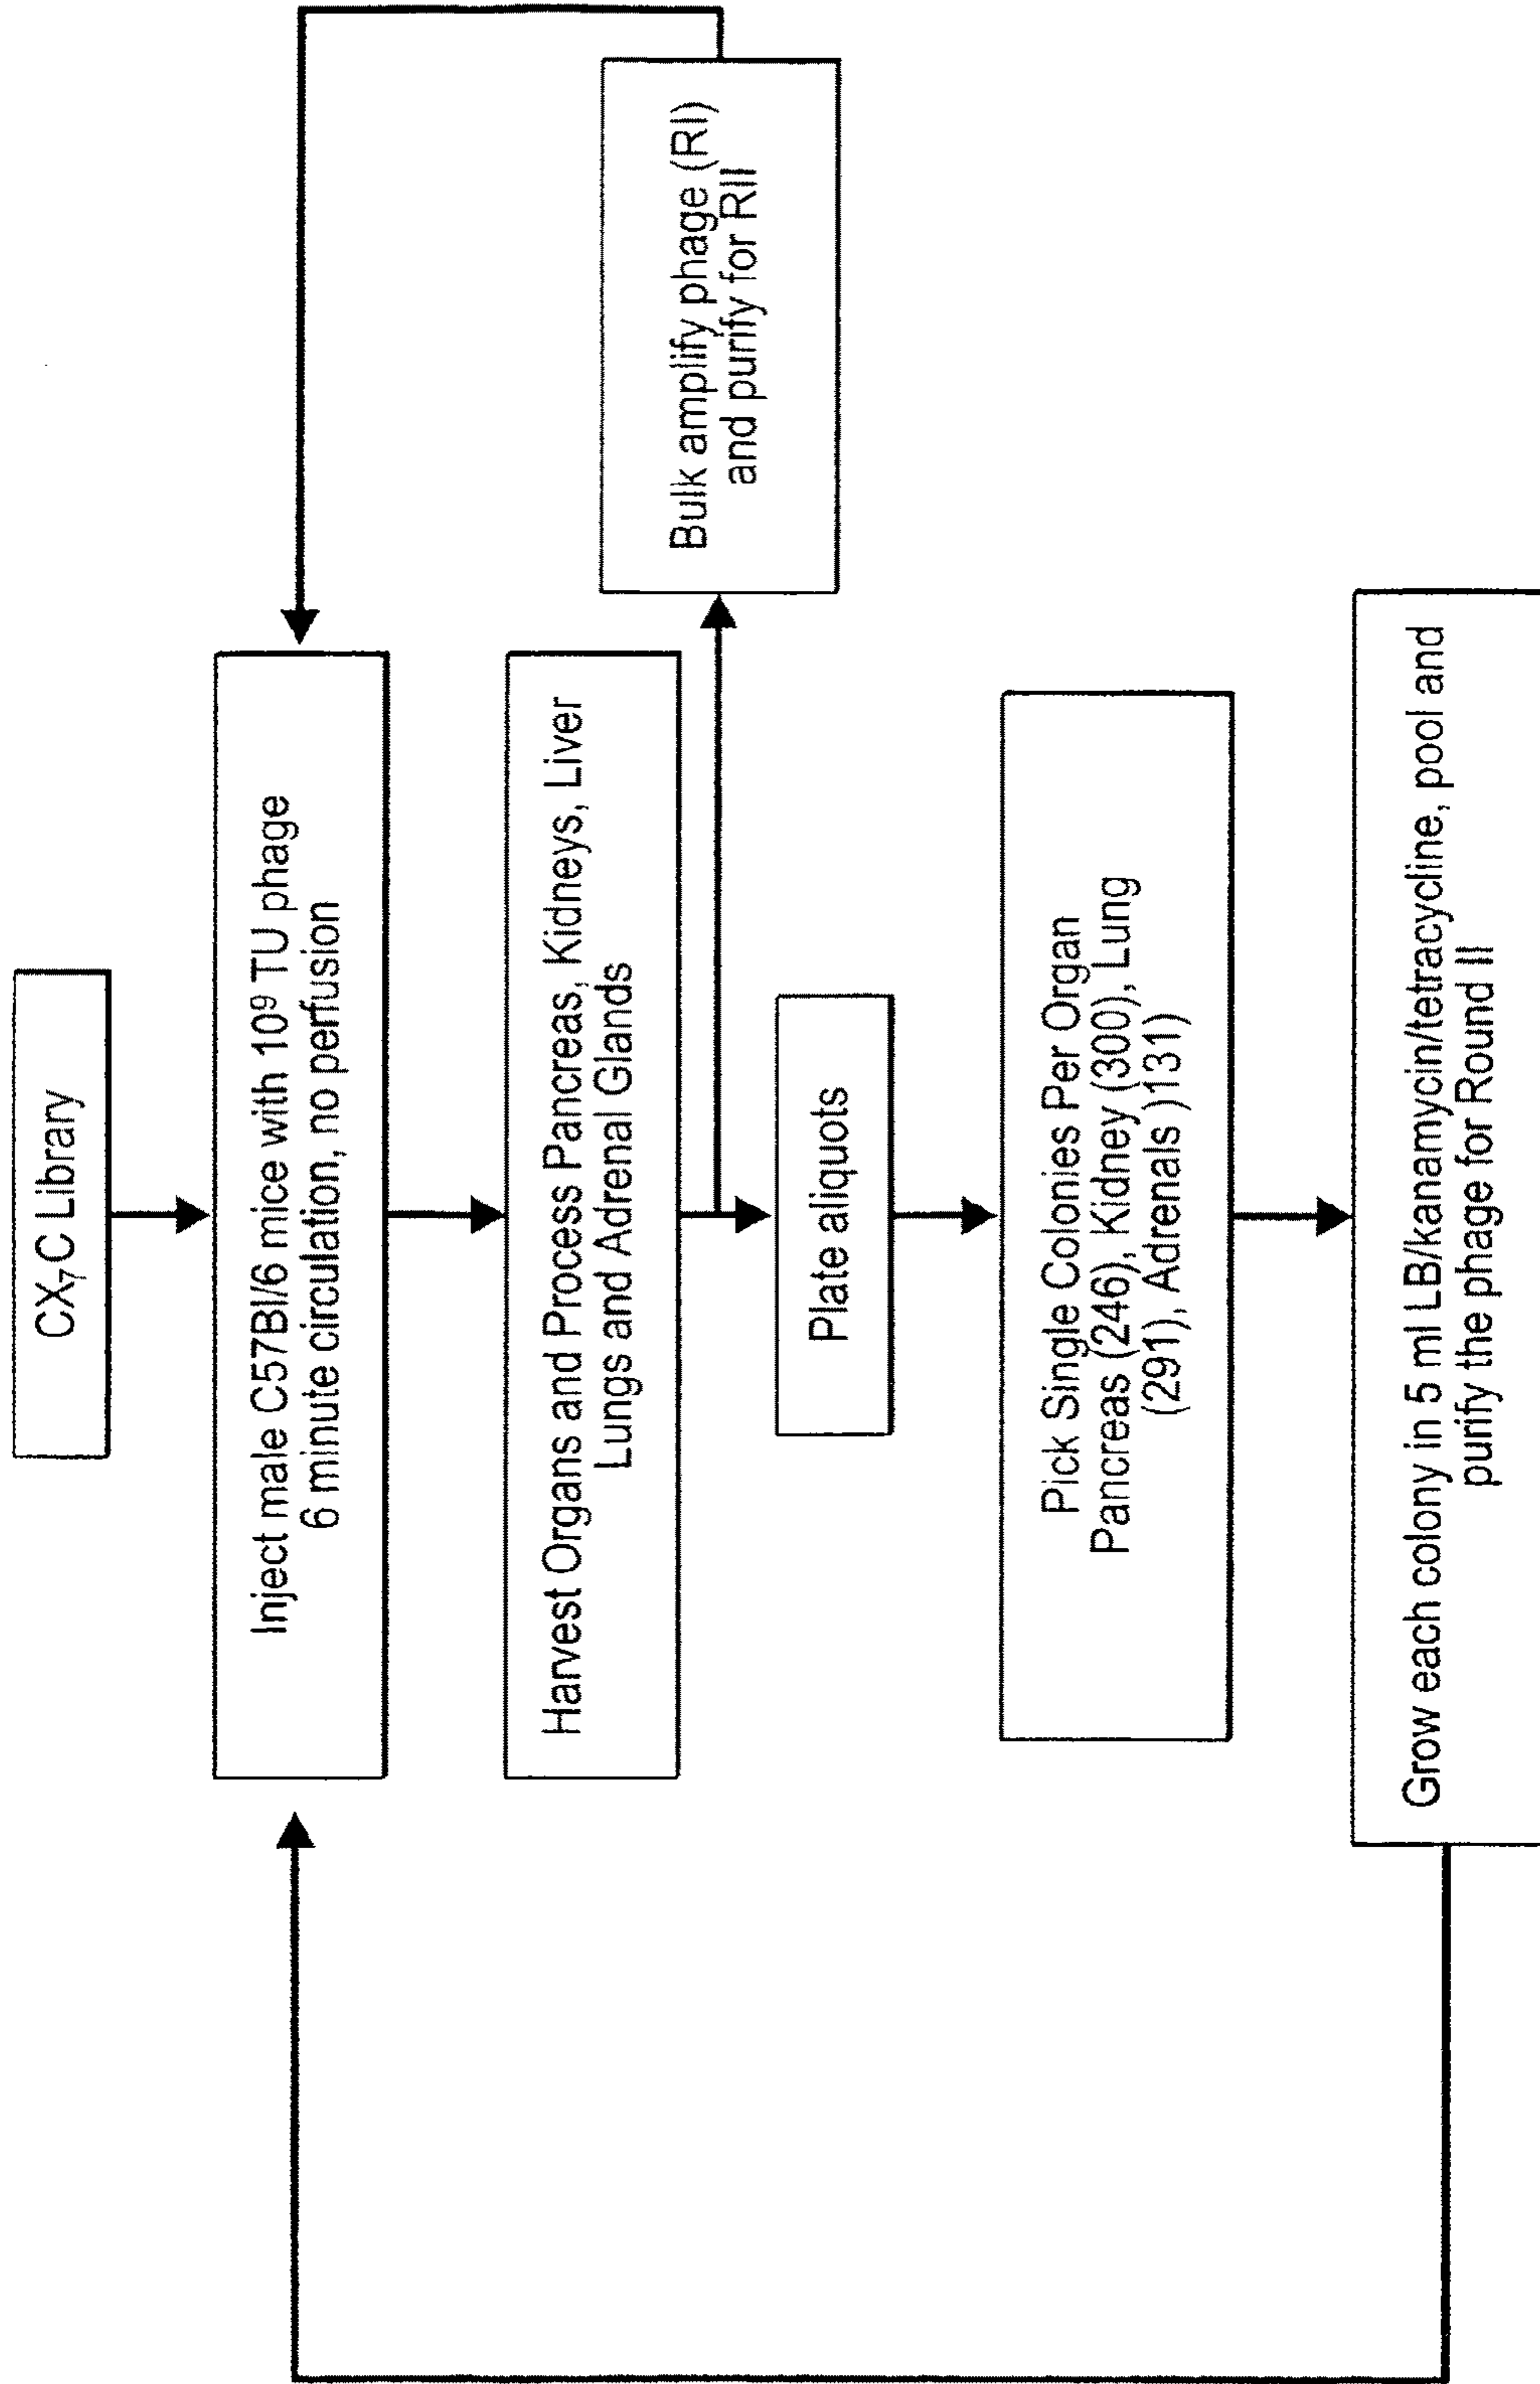 CX₇C Library
Inject male C57Bl/6 mice with 10⁹ TU phage
6 minute circulation, no perfusion
Harvest Organs and Process Pancreas, Kidneys, Liver
Lungs and Adrenal Glands
Bulk amplify phage (RI)
and purify for RII
Plate aliquots
Pick Single Colonies Per Organ
Pancreas (246), Kidney (300), Lung
(291), Adrenals )131)
Grow each colony in 5 ml LB/kanamycin/tetracycline, pool and
purify the phage for Round II